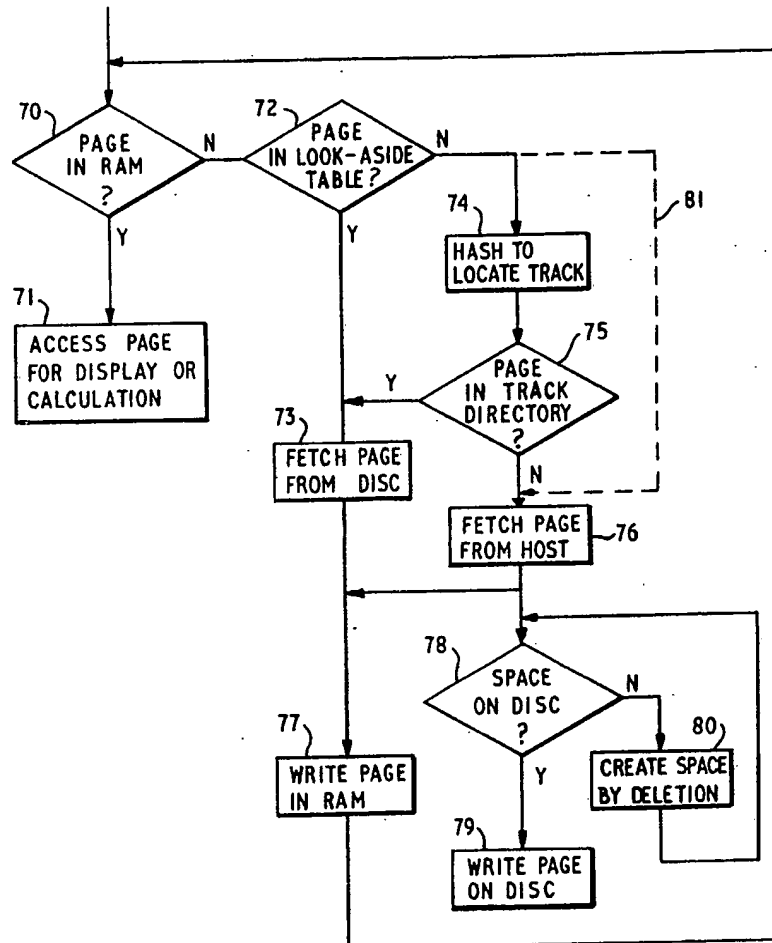 70
PAGE
IN RAM
?
N
Y
72
PAGE
IN LOOK-ASIDE
TABLE?
N
Y
81
74
HASH TO
LOCATE TRACK
71
ACCESS PAGE
FOR DISPLAY OR
CALCULATION
75
PAGE
IN TRACK
DIRECTORY
?
Y
N
73
FETCH PAGE
FROM DISC
FETCH PAGE
FROM HOST
76
78
SPACE
ON DISC
?
N
Y
77
WRITE PAGE
IN RAM
80
CREATE SPACE
BY DELETION
79
WRITE PAGE
ON DISC